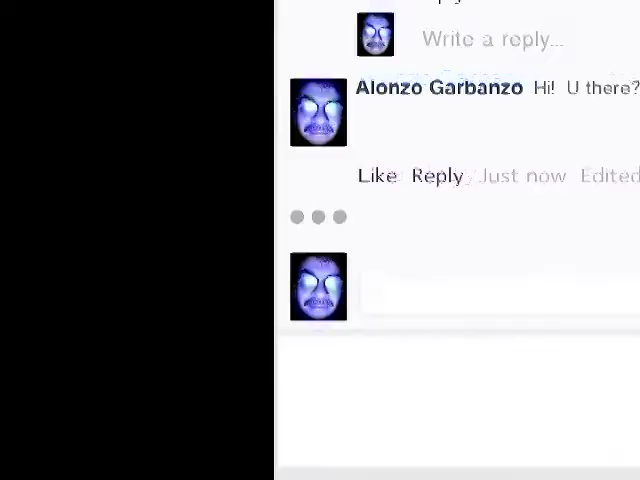 Write a reply...
Alonzo Garbanzo Hi! U there?
Like Reply Just now Edited